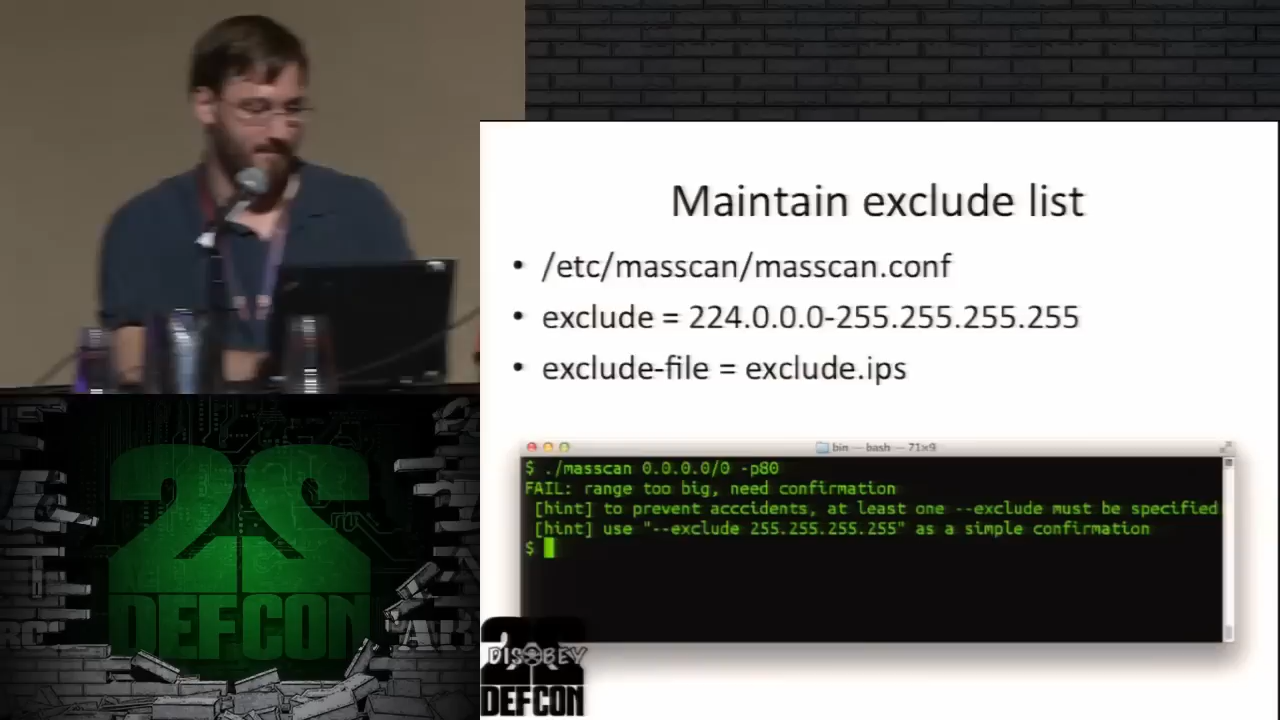 Maintain exclude list
• /etc/masscan/masscan.conf
• exclude = 224.0.0.0-255.255.255.255
• exclude-file = exclude.ips
bin — bash — 71×9
$ ./masscan 0.0.0.0/0 -p80
FAIL: range too big, need confirmation
[hint] to prevent acccidents, at least one --exclude must be specified
[hint] use "--exclude 255.255.255.255" as a simple confirmation
$
22
DEFCON
DISOBEY
DEFCON